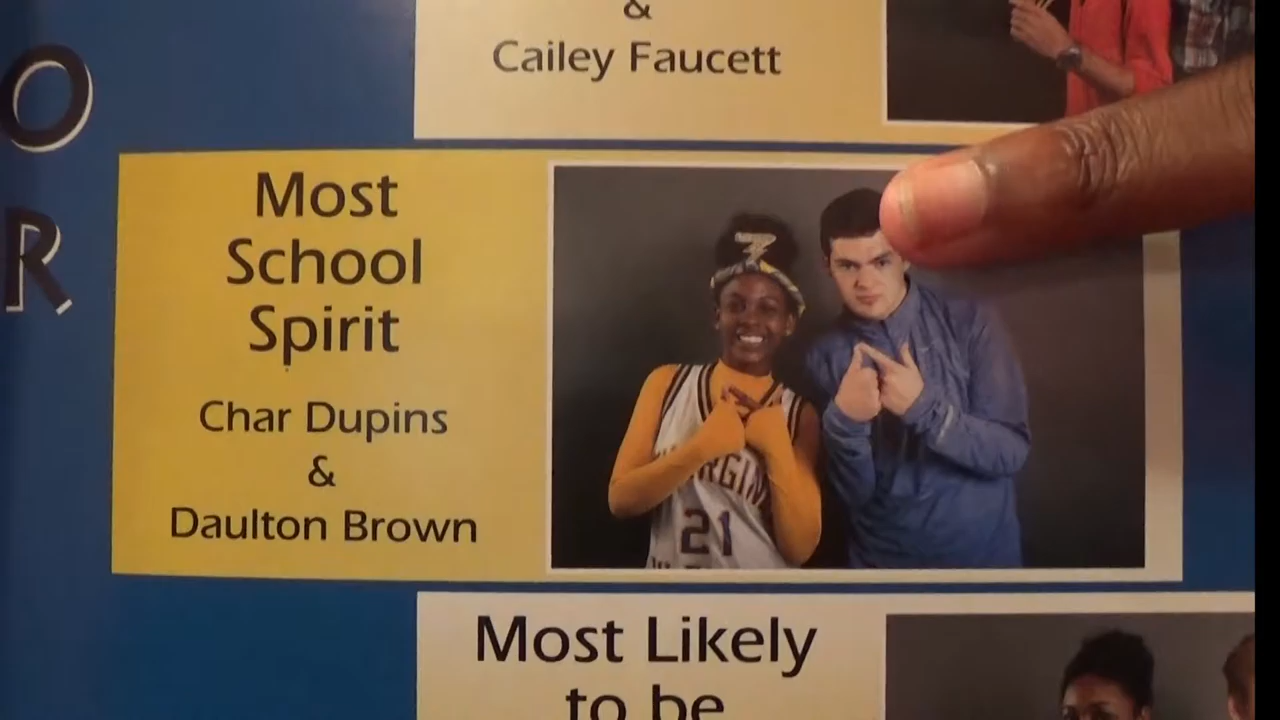 O
R
&
Cailey Faucett
Most
School
Spirit
Char Dupins
&
Daulton Brown
21
Most Likely
to be